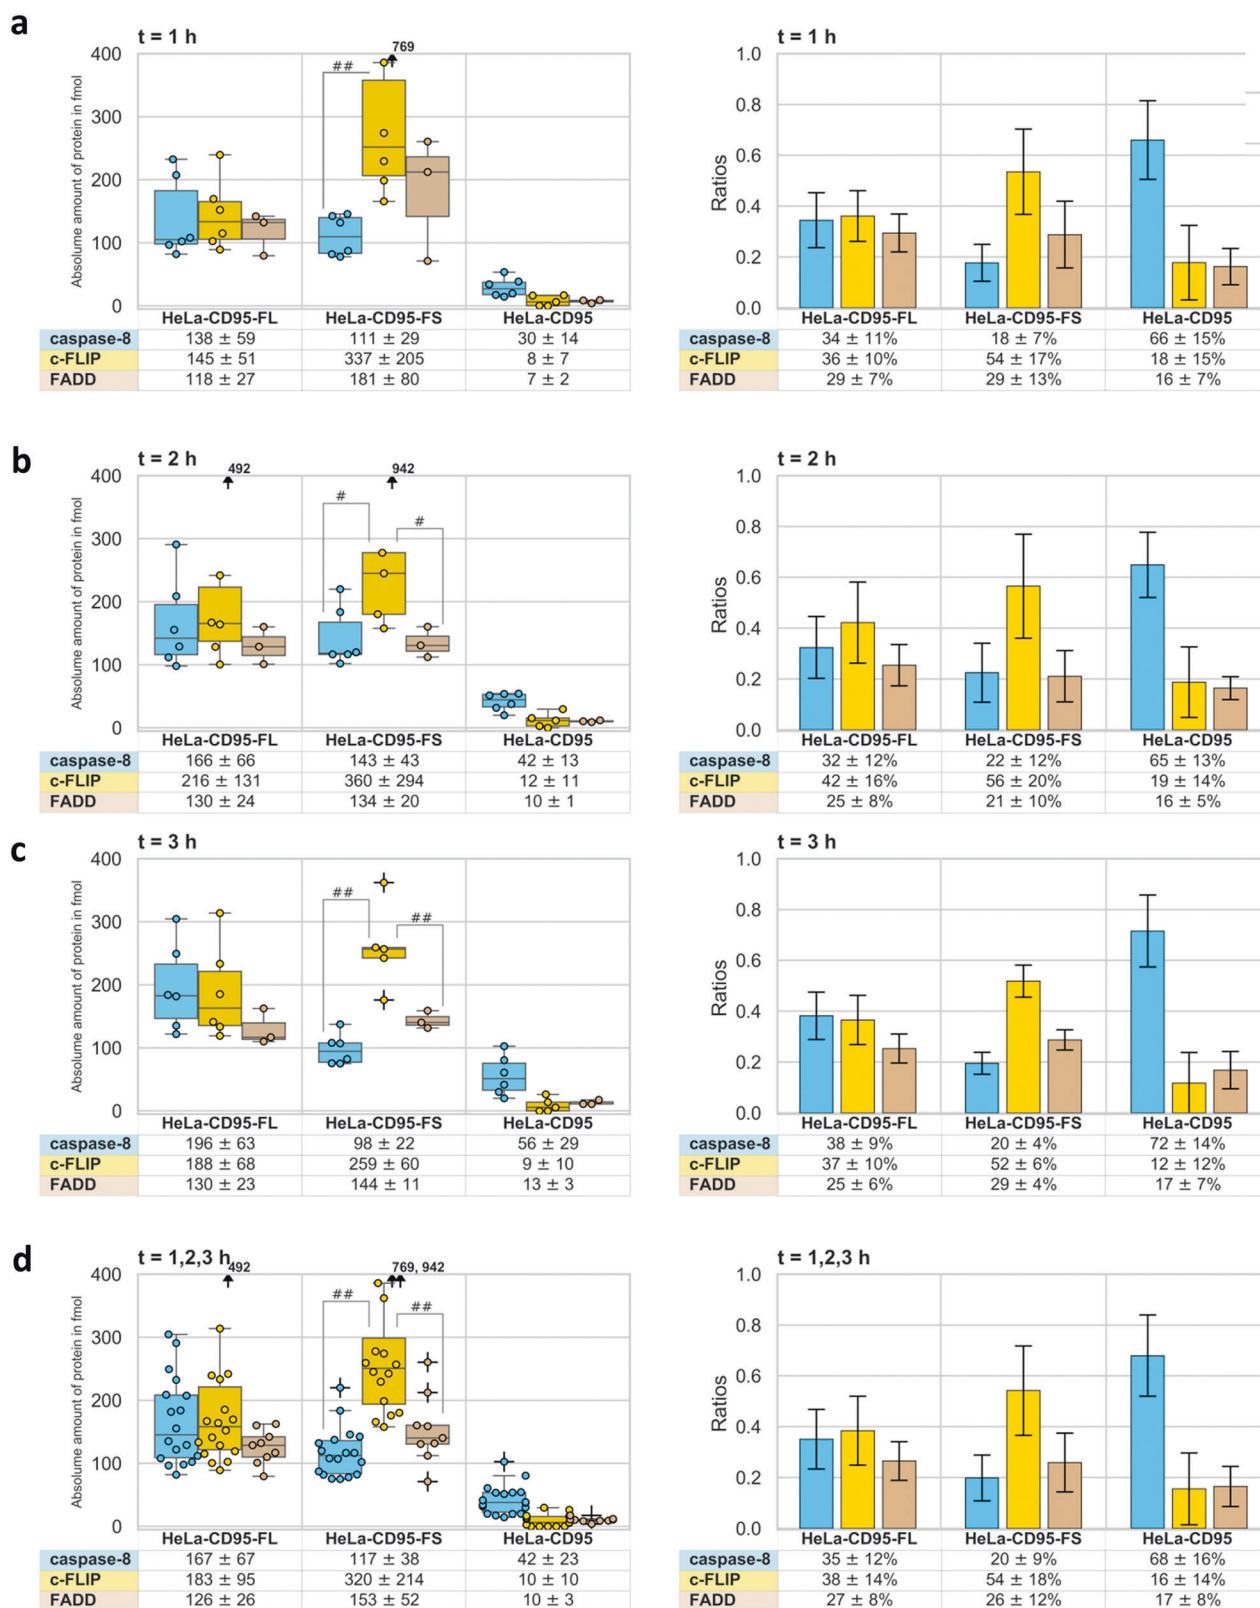 a
t = 1 h
769
##
Absolume amount of protein in fmol
400
300
200
100
0
HeLa-CD95-FL HeLa-CD95-FS HeLa-CD95
caspase-8 138 ± 59 111 ± 29 30 ± 14
c-FLIP 145 ± 51 337 ± 205 8 ± 7
FADD 118 ± 27 181 ± 80 7 ± 2
t = 1 h
Ratios
1.0
0.8
0.6
0.4
0.2
0.0
HeLa-CD95-FL HeLa-CD95-FS HeLa-CD95
34 ± 11% 18 ± 7% 66 ± 15%
36 ± 10% 54 ± 17% 18 ± 15%
29 ± 7% 29 ± 13% 16 ± 7%
b
t = 2 h
492 942
# #
Absolume amount of protein in fmol
400
300
200
100
0
HeLa-CD95-FL HeLa-CD95-FS HeLa-CD95
caspase-8 166 ± 66 143 ± 43 42 ± 13
c-FLIP 216 ± 131 360 ± 294 12 ± 11
FADD 130 ± 24 134 ± 20 10 ± 1
t = 2 h
Ratios
1.0
0.8
0.6
0.4
0.2
0.0
HeLa-CD95-FL HeLa-CD95-FS HeLa-CD95
32 ± 12% 22 ± 12% 65 ± 13%
42 ± 16% 56 ± 20% 19 ± 14%
25 ± 8% 21 ± 10% 16 ± 5%
c
t = 3 h
## ##
Absolume amount of protein in fmol
400
300
200
100
0
HeLa-CD95-FL HeLa-CD95-FS HeLa-CD95
caspase-8 196 ± 63 98 ± 22 56 ± 29
c-FLIP 188 ± 68 259 ± 60 9 ± 10
FADD 130 ± 23 144 ± 11 13 ± 3
t = 3 h
Ratios
1.0
0.8
0.6
0.4
0.2
0.0
HeLa-CD95-FL HeLa-CD95-FS HeLa-CD95
38 ± 9% 20 ± 4% 72 ± 14%
37 ± 10% 52 ± 6% 12 ± 12%
25 ± 6% 29 ± 4% 17 ± 7%
d
t = 1,2,3 h
492 769, 942
## ##
Absolume amount of protein in fmol
400
300
200
100
0
HeLa-CD95-FL HeLa-CD95-FS HeLa-CD95
caspase-8 167 ± 67 117 ± 38 42 ± 23
c-FLIP 183 ± 95 320 ± 214 10 ± 10
FADD 126 ± 26 153 ± 52 10 ± 3
t = 1,2,3 h
Ratios
1.0
0.8
0.6
0.4
0.2
0.0
HeLa-CD95-FL HeLa-CD95-FS HeLa-CD95
35 ± 12% 20 ± 9% 68 ± 16%
38 ± 14% 54 ± 18% 16 ± 14%
27 ± 8% 26 ± 12% 17 ± 8%